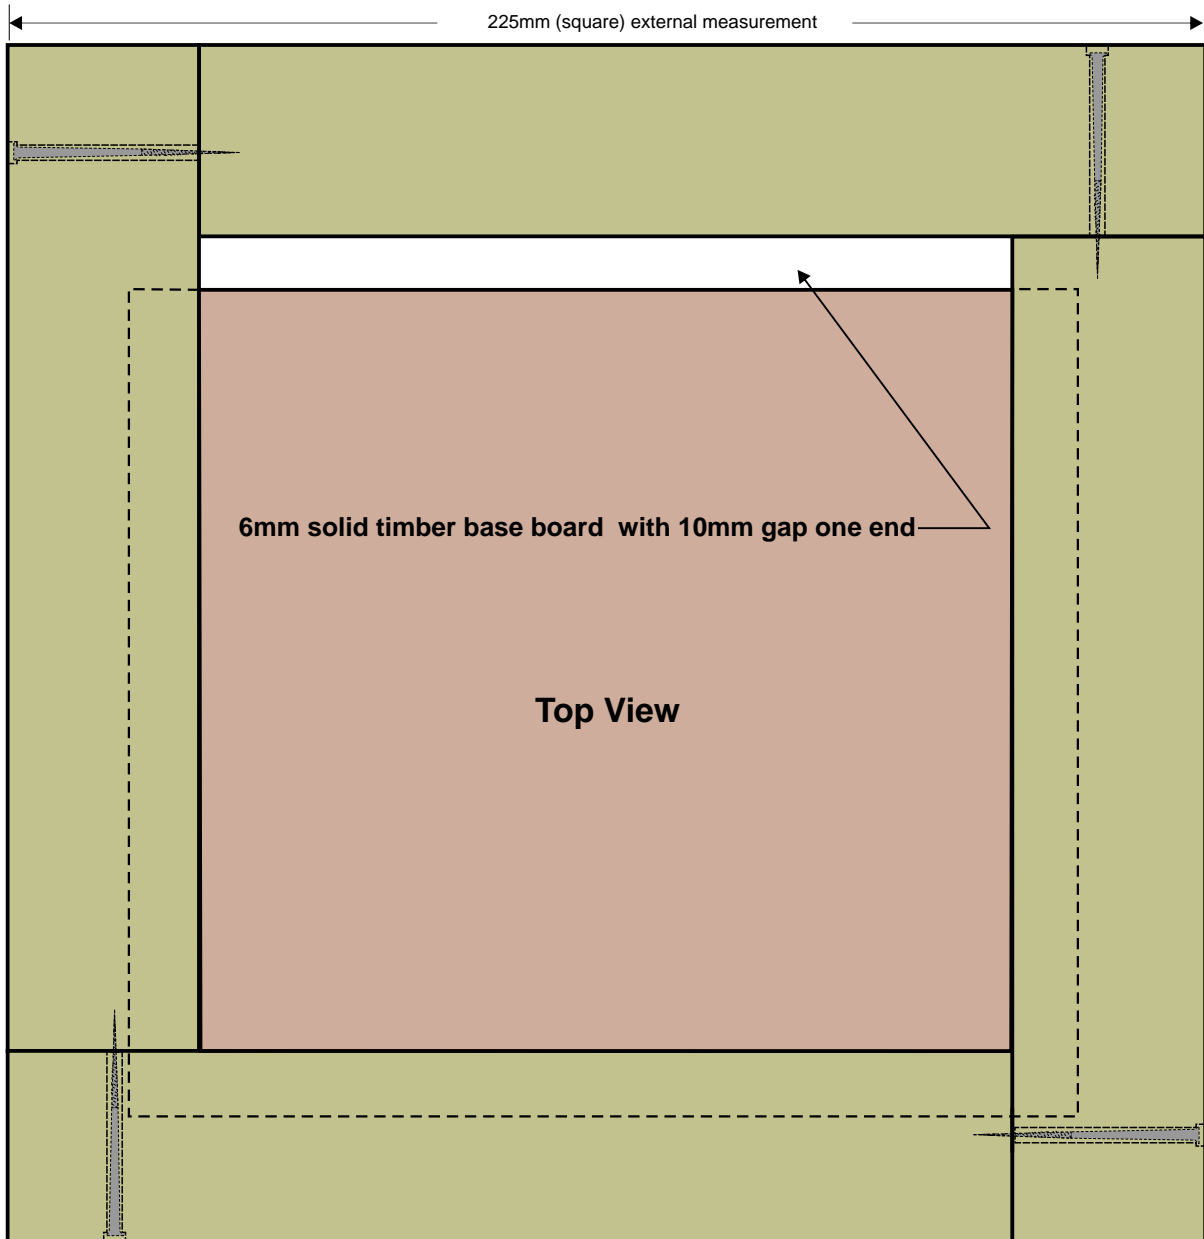 225mm (square) external measurement
6mm solid timber base board  with 10mm gap one end
Top View